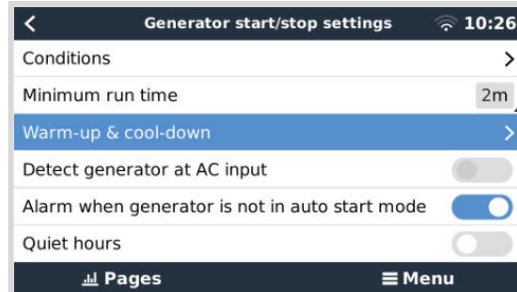 Generator start/stop settings 10:26
Conditions
Minimum run time 2m
Warm-up & cool-down
Detect generator at AC input
Alarm when generator is not in auto start mode
Quiet hours
Pages Menu